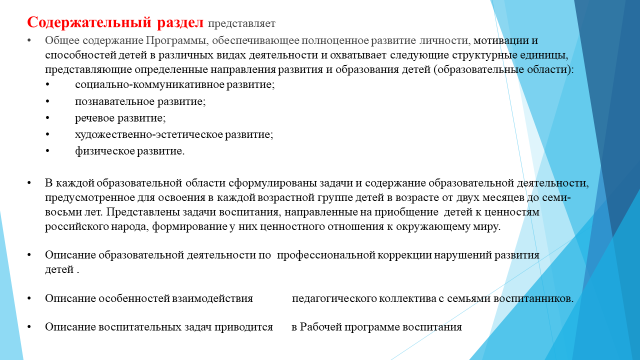 Содержательный раздел представляет
• Общее содержание Программы, обеспечивающее полноценное развитие личности, мотивации и
способностей детей в различных видах деятельности и охватывает следующие структурные единицы,
представляющие определенные направления развития и образования детей (образовательные области):
• социально-коммуникативное развитие;
• познавательное развитие;
• речевое развитие;
• художественно-эстетическое развитие;
• физическое развитие.
• В каждой образовательной области сформулированы задачи и содержание образовательной деятельности,
предусмотренное для освоения в каждой возрастной группе детей в возрасте от двух месяцев до семи-
восьми лет. Представлены задачи воспитания, направленные на приобщение детей к ценностям
российского народа, формирование у них ценностного отношения к окружающему миру.
• Описание образовательной деятельности по профессиональной коррекции нарушений развития
детей .
• Описание особенностей взаимодействия педагогического коллектива с семьями воспитанников.
• Описание воспитательных задач приводится в Рабочей программе воспитания